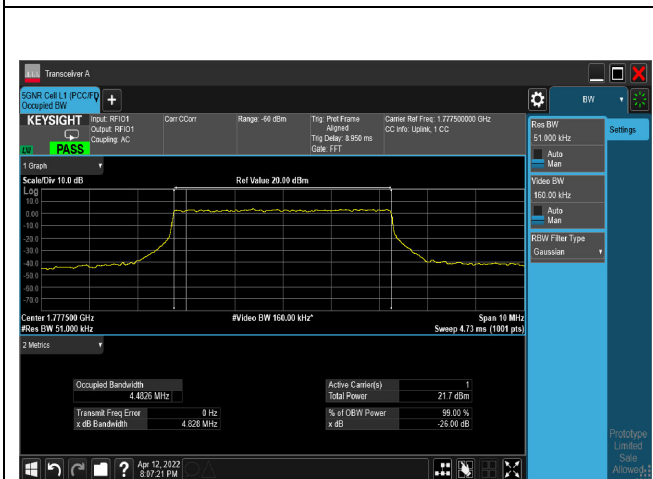 Transceiver A
5GNR Cell L1 (PCC/FD
Occupied BW
+
BW
KEYSIGHT
Input: RFIO1
Output: RFIO1
Coupling: AC
Corr CCorr
Range: -60 dBm
Trig: Prot Frame
Aligned
Trig Delay: 8.950 ms
Gate: FFT
Carrier Ref Freq: 1.777500000 GHz
CC Info: Uplink, 1 CC
PASS
Res BW
51.000 kHz
Auto
Man
Settings
1 Graph
Scale/Div 10.0 dB
Ref Value 20.00 dBm
Log
10.0
0.00
-10.0
-20.0
-30.0
-40.0
-50.0
-60.0
-70.0
Video BW
160.00 kHz
Auto
Man
RBW Filter Type
Gaussian
Center 1.777500 GHz
#Video BW 160.00 kHz*
Span 10 MHz
#Res BW 51.000 kHz
Sweep 4.73 ms (1001 pts)
2 Metrics
Occupied Bandwidth
4.4826 MHz
Active Carrier(s) 1
Total Power 21.7 dBm
Transmit Freq Error 0 Hz
x dB Bandwidth 4.828 MHz
% of OBW Power 99.00 %
x dB -26.00 dB
Prototype
Limited
Sale
Allowed
?
Apr 12, 2022
8:07:21 PM